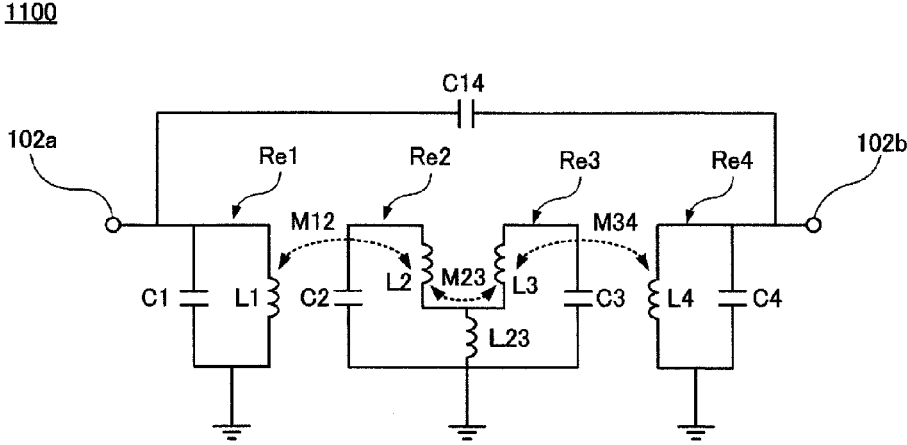 1100
C14
102a
Re1
Re2
Re3
Re4
102b
M12
M34
C1
L1
C2
L2
M23
L3
C3
L4
C4
L23